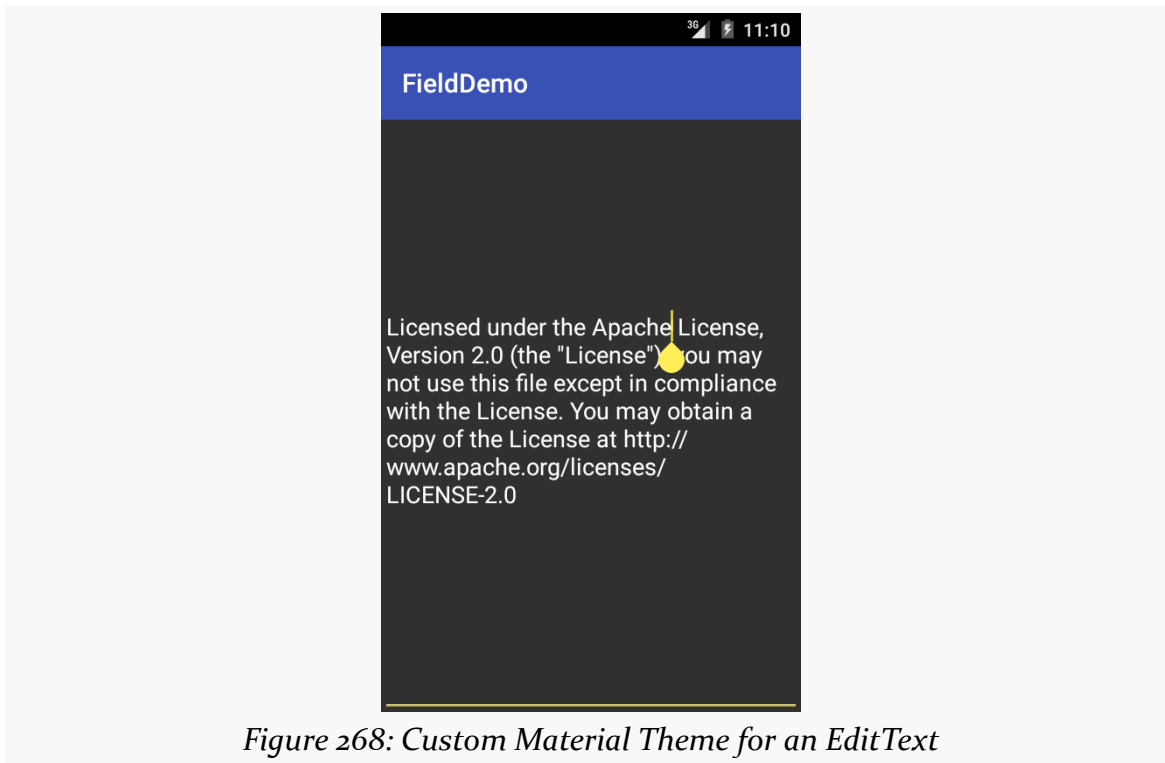 3G 11:10
FieldDemo
Licensed under the Apache License,
Version 2.0 (the "License"); you may
not use this file except in compliance
with the License. You may obtain a
copy of the License at http://
www.apache.org/licenses/
LICENSE-2.0
Figure 268: Custom Material Theme for an EditText